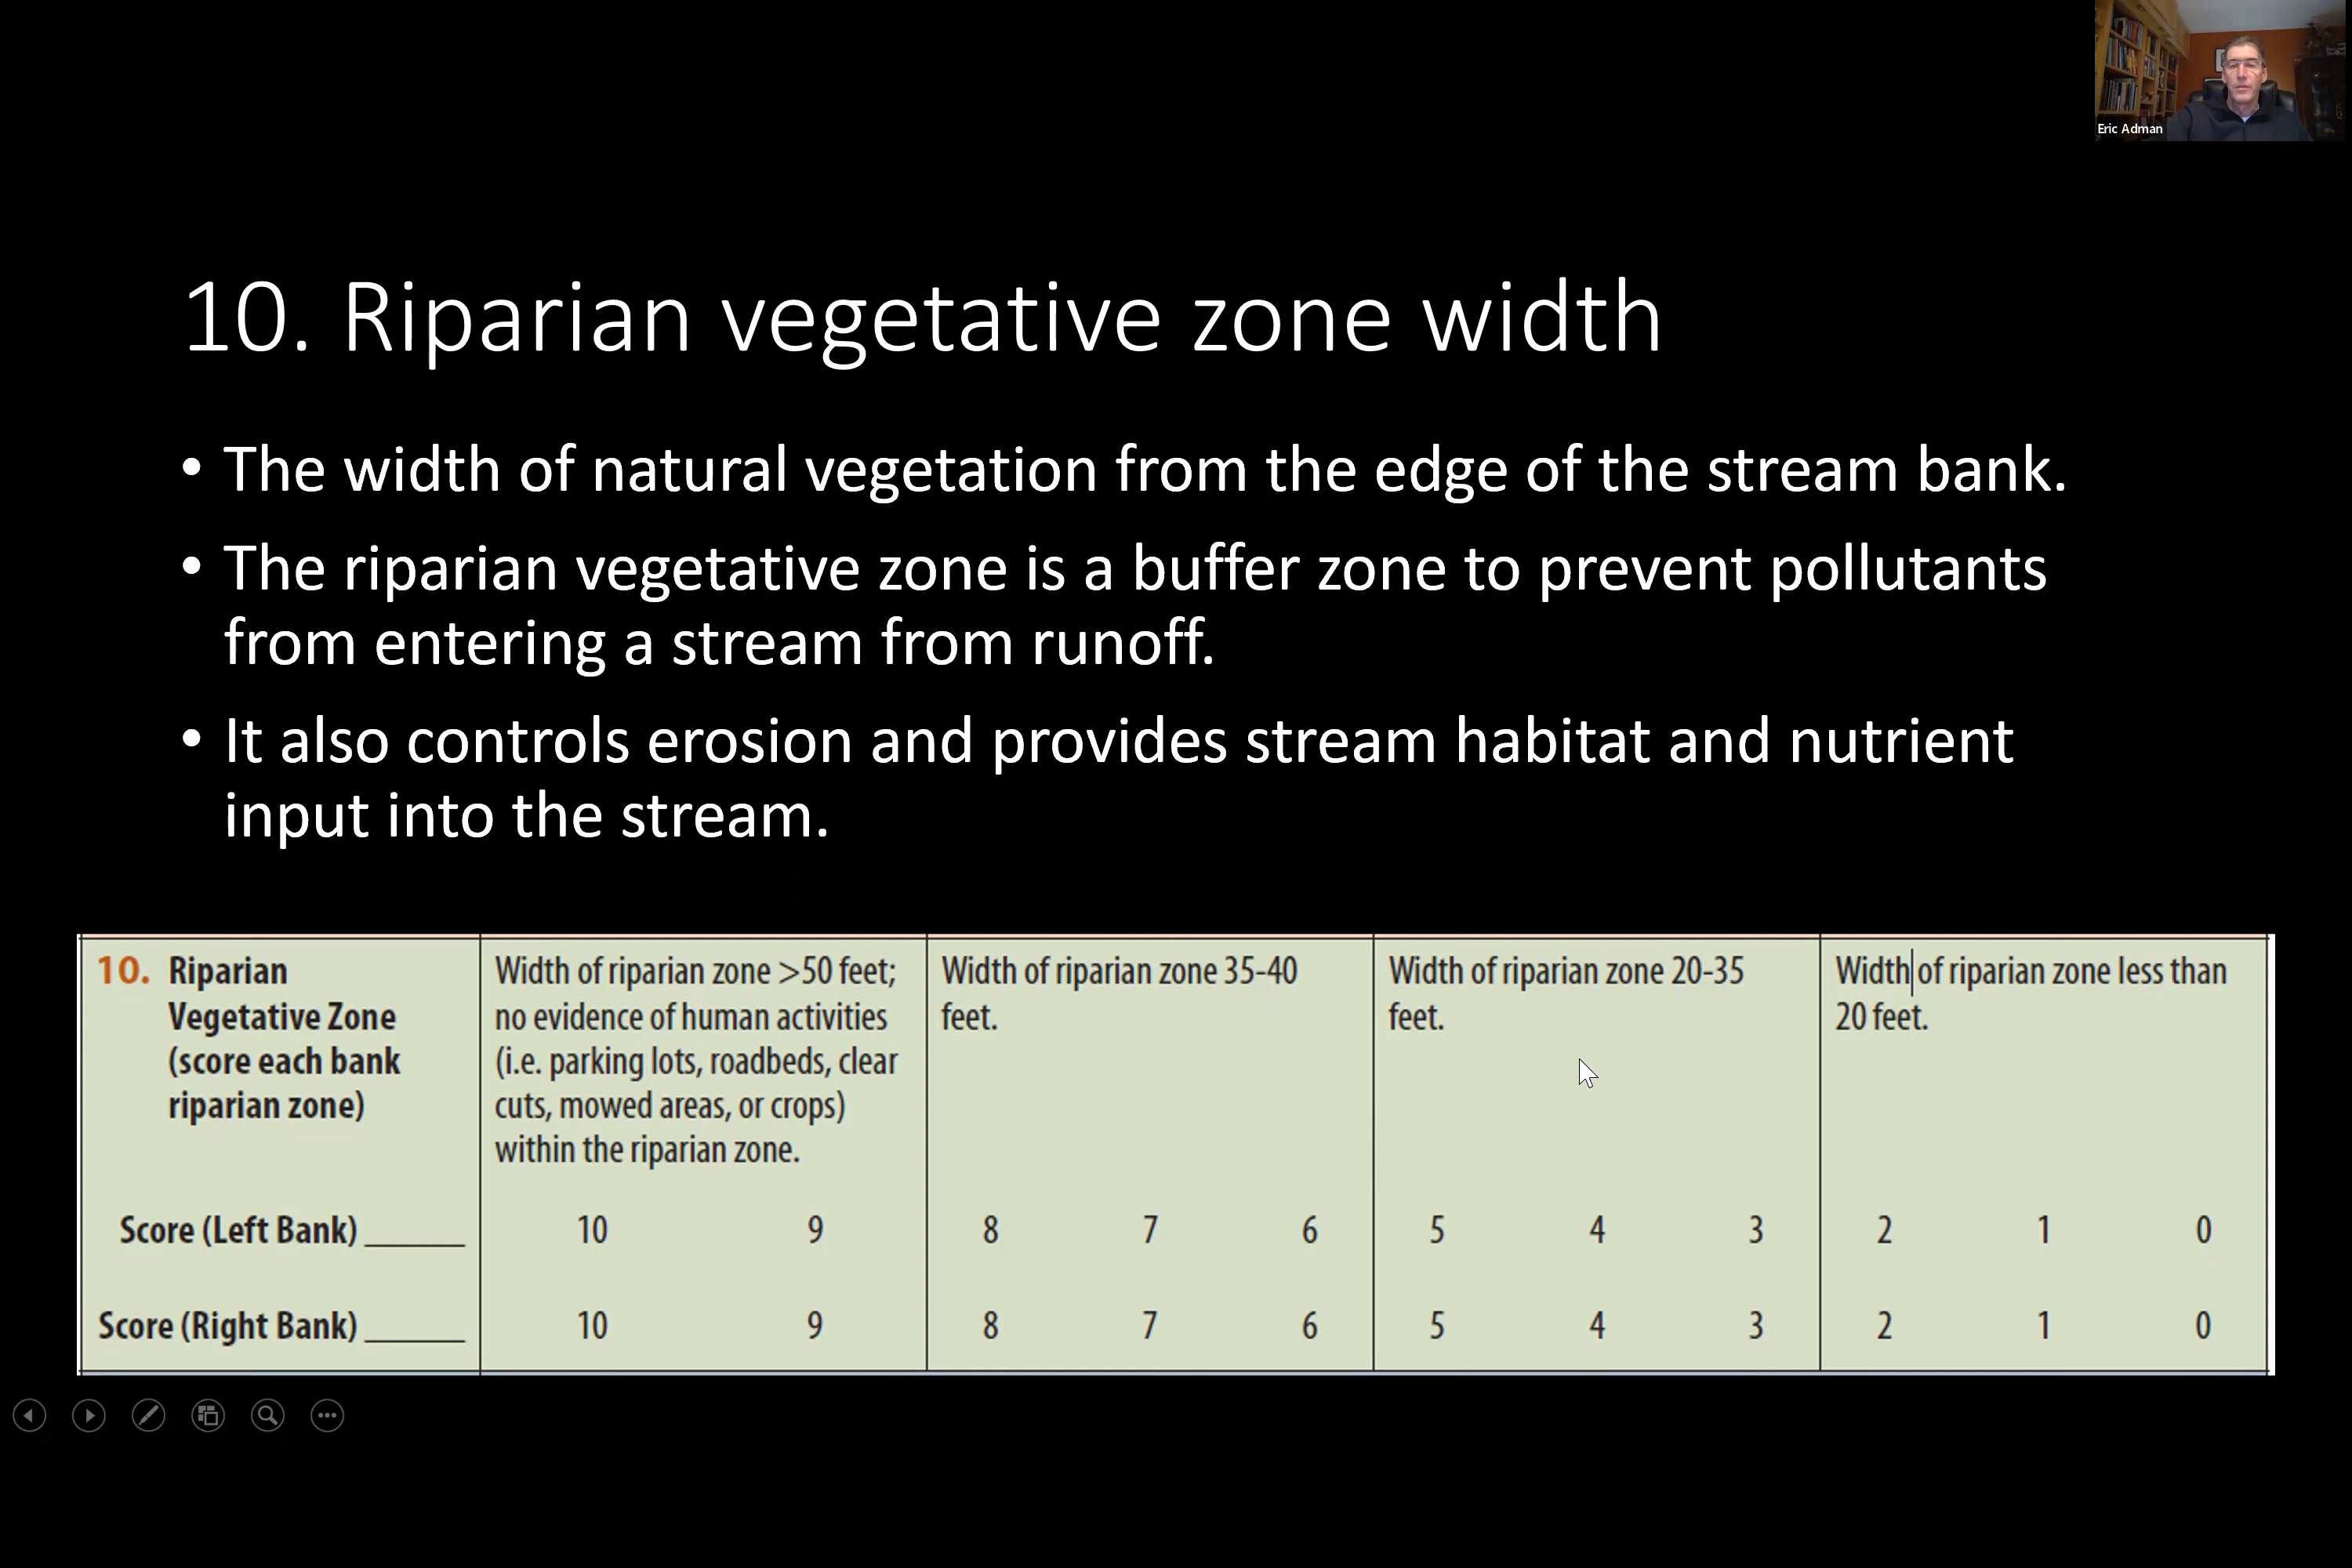 Eric Adman
10. Riparian vegetative zone width
• The width of natural vegetation from the edge of the stream bank.
• The riparian vegetative zone is a buffer zone to prevent pollutants
from entering a stream from runoff.
• It also controls erosion and provides stream habitat and nutrient
input into the stream.
10. Riparian
Vegetative Zone
(score each bank
riparian zone)
Width of riparian zone >50 feet;
no evidence of human activities
(i.e. parking lots, roadbeds, clear
cuts, mowed areas, or crops)
within the riparian zone.
Width of riparian zone 35-40
feet.
Width of riparian zone 20-35
feet.
Width of riparian zone less than
20 feet.
Score (Left Bank) ______ 10 9 8 7 6 5 4 3 2 1 0
Score (Right Bank) ______ 10 9 8 7 6 5 4 3 2 1 0